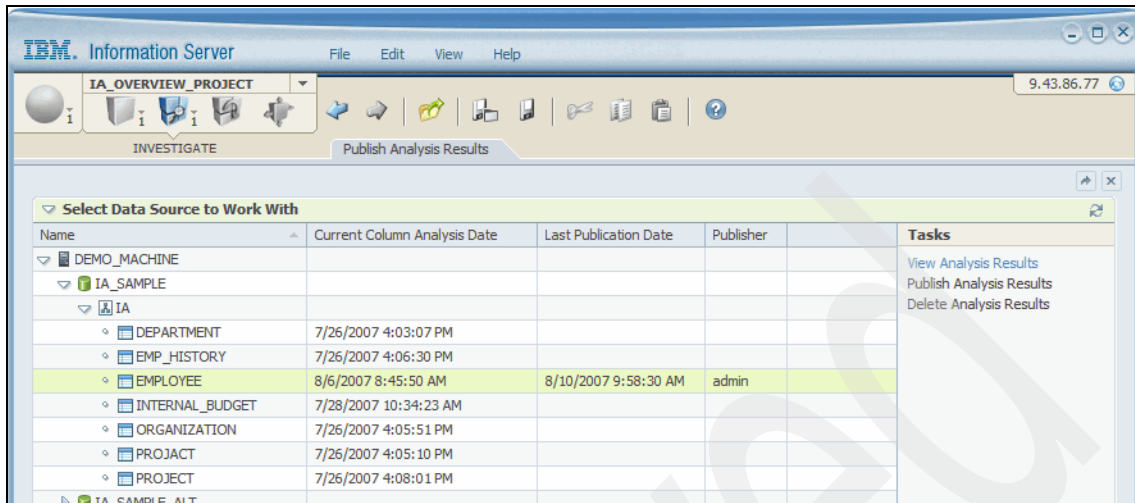 IBM. Information Server File Edit View Help
IA_OVERVIEW_PROJECT 9.43.86.77
INVESTIGATE Publish Analysis Results
Select Data Source to Work With
Name Current Column Analysis Date Last Publication Date Publisher Tasks
DEMO_MACHINE View Analysis Results
IA_SAMPLE Publish Analysis Results
IA Delete Analysis Results
DEPARTMENT 7/26/2007 4:03:07 PM
EMP_HISTORY 7/26/2007 4:06:30 PM
EMPLOYEE 8/6/2007 8:45:50 AM 8/10/2007 9:58:30 AM admin
INTERNAL_BUDGET 7/28/2007 10:34:23 AM
ORGANIZATION 7/26/2007 4:05:51 PM
PROJACT 7/26/2007 4:05:10 PM
PROJECT 7/26/2007 4:08:01 PM
IA_SAMPLE_ALT